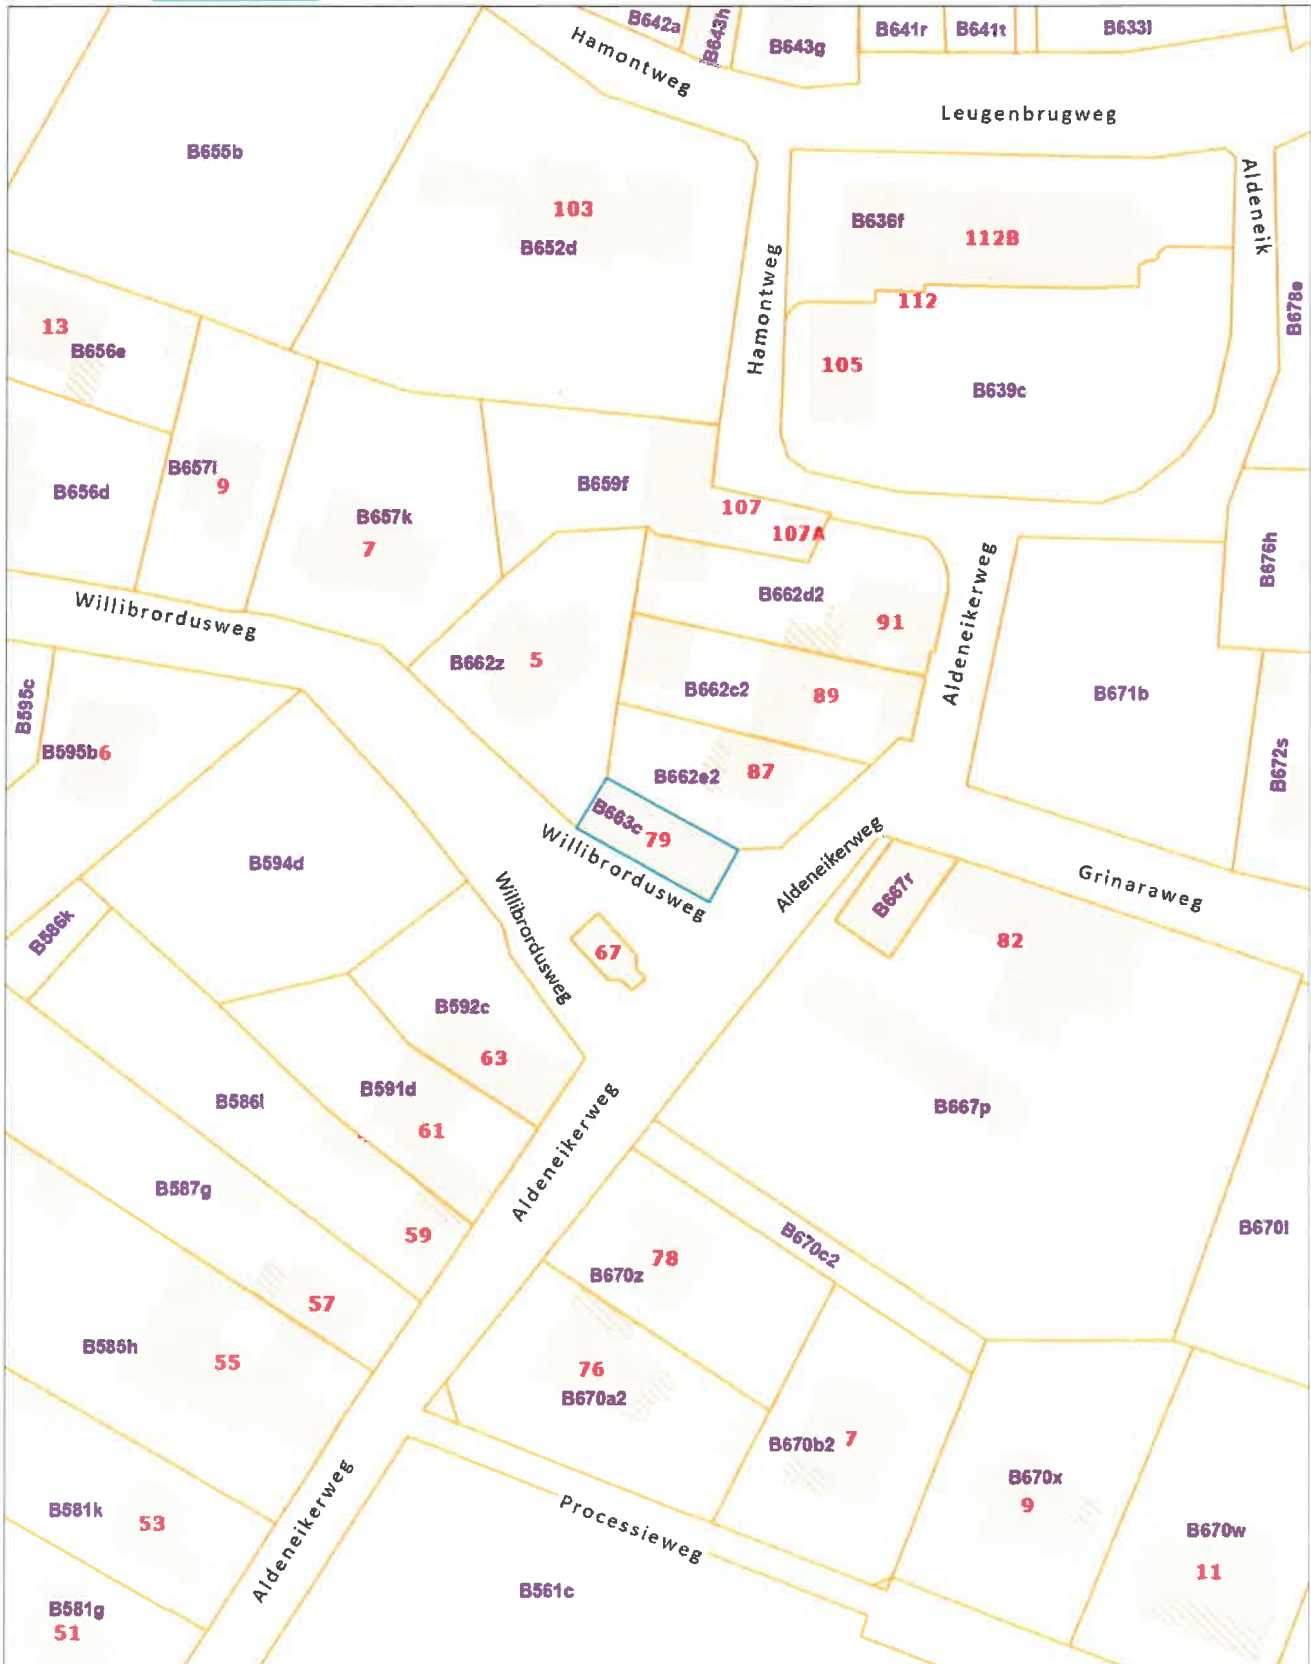 B642a
B643h
B643g
B641r
B641t
B633l
Hamontweg
Leugenbrugweg
B655b
103
B652d
B636f
112B
Aldeneik
B678e
Hamontweg
112
105
B639c
13
B656e
B656d
B657l
9
B657k
7
B659f
107
107A
B676h
Willibrordusweg
B662d2
91
Aldeneikerweg
B662z
5
B662c2
89
B671b
B595c
B595b
6
B672s
B662e2
87
B663c
79
Willibrordusweg
B594d
Aldeneikerweg
Grinaraweg
B667r
82
B586k
Willibrordusweg
67
B592c
63
B591d
61
B586l
B667p
Aldeneikerweg
B587g
59
B670c2
B670l
78
B670z
57
B585h
55
76
B670a2
B670b2
7
B670x
9
Aldeneikerweg
B581k
53
Processieweg
B670w
11
B561c
B581g
51